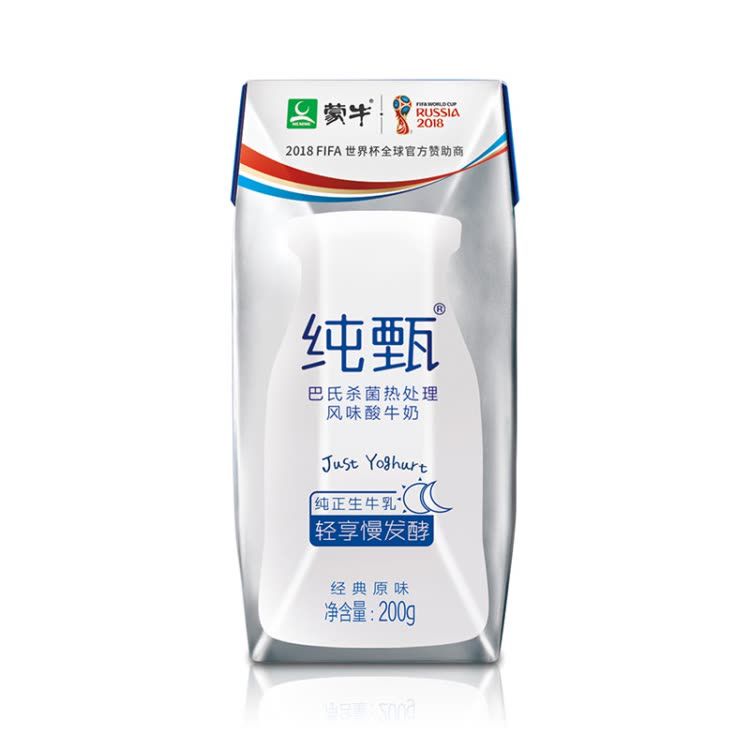 MENGNIU
蒙牛®
FIFA WORLD CUP
RUSSIA
2018
2018 FIFA 世界杯全球官方赞助商
纯甄®
巴氏杀菌热处理
风味酸牛奶
Just Yoghurt
纯正生牛乳
轻享慢发酵
经典原味
净含量:200g